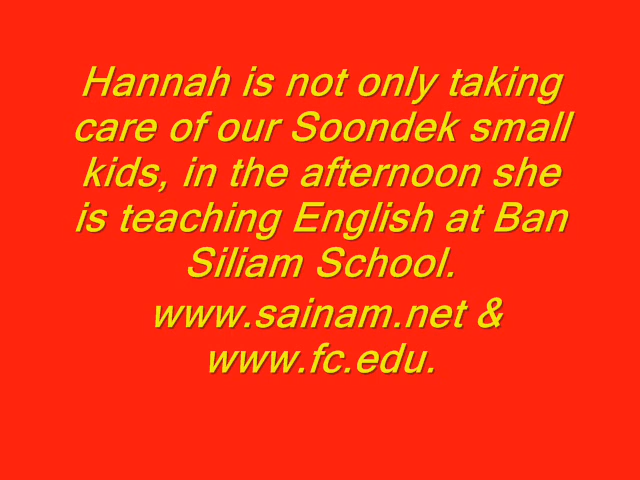 Hannah is not only taking
care of our Soondek small
kids, in the afternoon she
is teaching English at Ban
Siliam School.
www.sainam.net &
www.fc.edu.